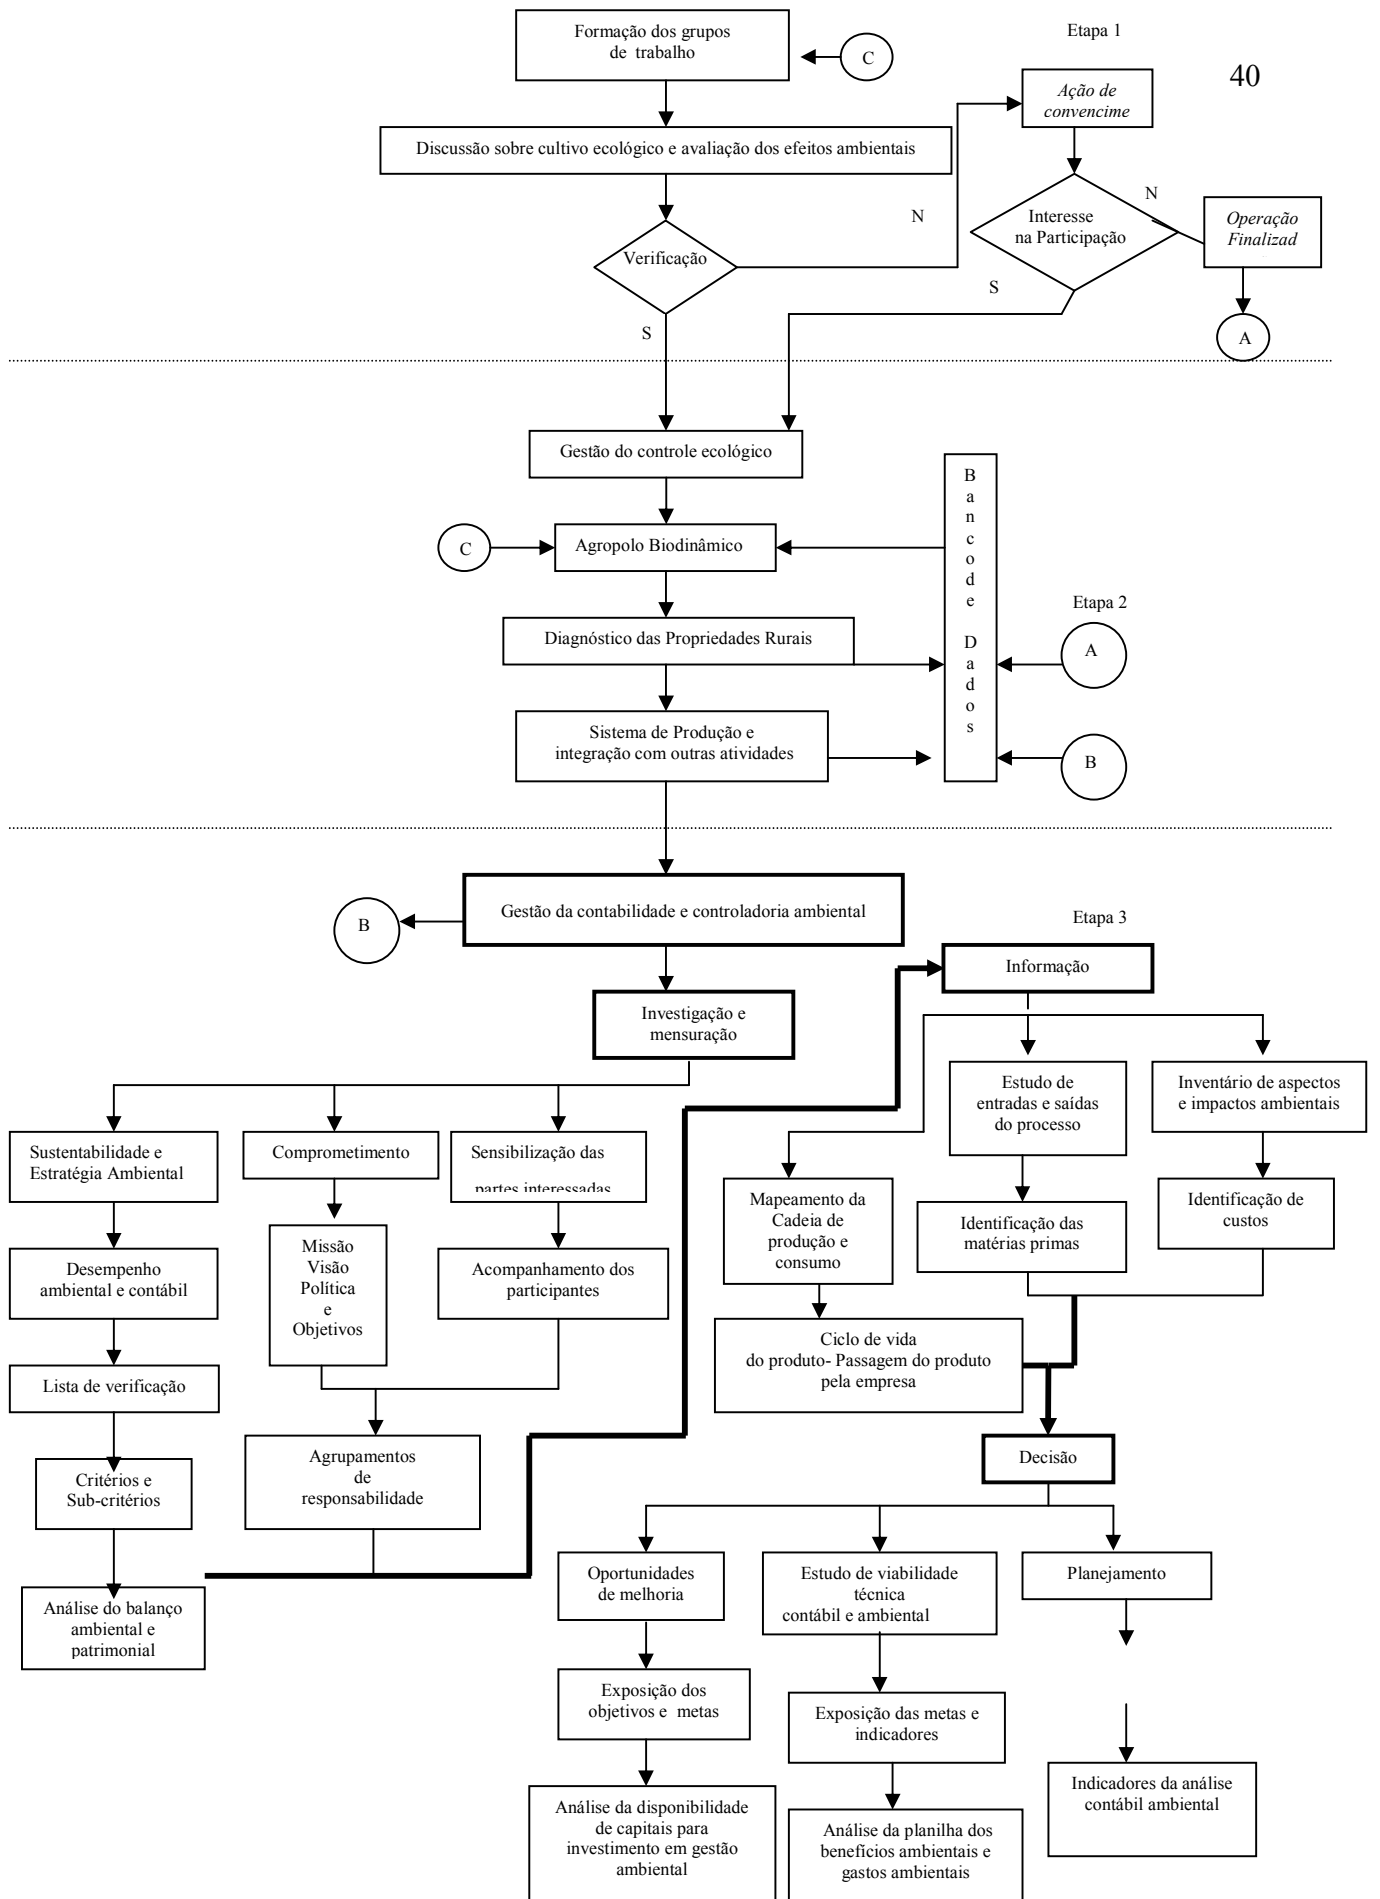 Formação dos grupos
de trabalho
C
Etapa 1
40
Ação de
convencime
Discussão sobre cultivo ecológico e avaliação dos efeitos ambientais
N
Interesse
na Participação
N
Operação
Finalizad
Verificação
S
S
A
Gestão do controle ecológico
Banco de Dados
C
Agropolo Biodinâmico
Etapa 2
Diagnóstico das Propriedades Rurais
A
Sistema de Produção e
integração com outras atividades
B
Gestão da contabilidade e controladoria ambiental
B
Etapa 3
Informação
Investigação e
mensuração
Estudo de
entradas e saídas
do processo
Inventário de aspectos
e impactos ambientais
Sustentabilidade e
Estratégia Ambiental
Comprometimento
Sensibilização das
partes interessadas
Mapeamento da
Cadeia de
produção e
consumo
Identificação das
matérias primas
Identificação de
custos
Missão
Visão
Política
e
Objetivos
Desempenho
ambiental e contábil
Acompanhamento dos
participantes
Ciclo de vida
do produto- Passagem do produto
pela empresa
Lista de verificação
Agrupamentos
de
responsabilidade
Decisão
Critérios e
Sub-critérios
Oportunidades
de melhoria
Estudo de viabilidade
técnica
contábil e ambiental
Planejamento
Análise do balanço
ambiental e
patrimonial
Exposição dos
objetivos e metas
Exposição das metas e
indicadores
Indicadores da análise
contábil ambiental
Análise da disponibilidade
de capitais para
investimento em gestão
ambiental
Análise da planilha dos
benefícios ambientais e
gastos ambientais